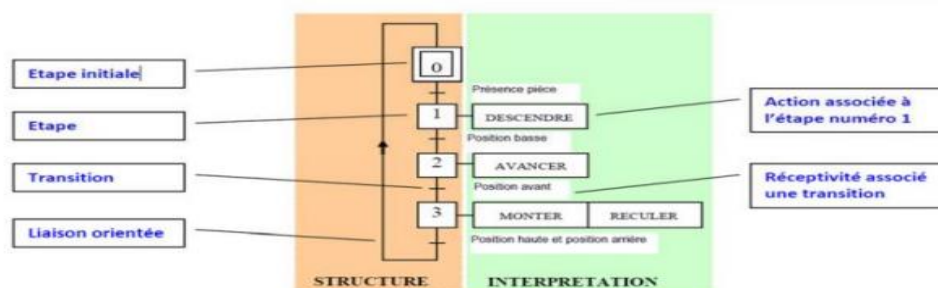 Etape initiale
Etape
Transition
Liaison orientée
0
Présence pièce
1 DESCENDRE
Position basse
2 AVANCER
Position avant
3 MONTER RECULER
Position haute et position arrière
STRUCTURE INTERPRETATION
Action associée à
l'étape numéro 1
Réceptivité associé
une transition